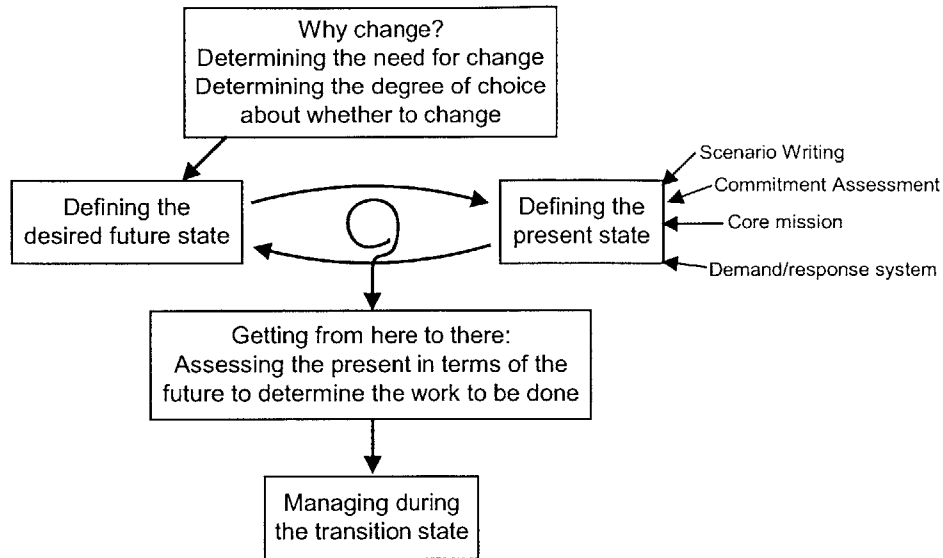 Why change?
Determining the need for change
Determining the degree of choice
about whether to change
Defining the
desired future state
Defining the
present state
Scenario Writing
Commitment Assessment
Core mission
Demand/response system
Getting from here to there:
Assessing the present in terms of the
future to determine the work to be done
Managing during
the transition state